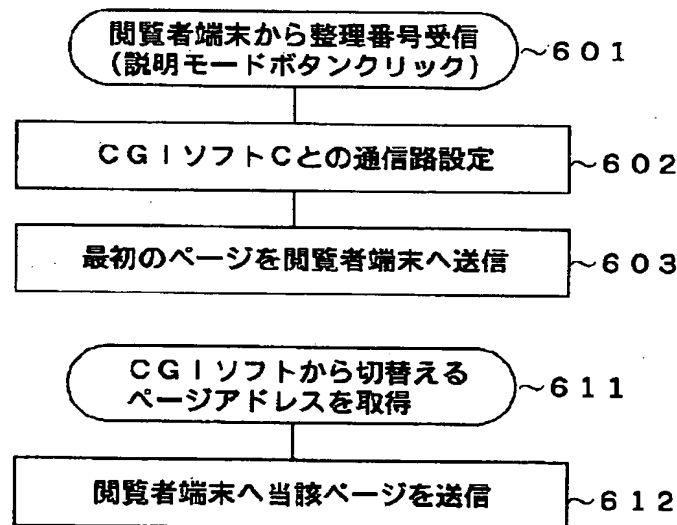 閲覧者端末から整理番号受信
(説明モードボタンクリック)
~601
CGIソフトCとの通信路設定
~602
最初のページを閲覧者端末へ送信
~603
CGIソフトから切替える
ページアドレスを取得
~611
閲覧者端末へ当該ページを送信
~612